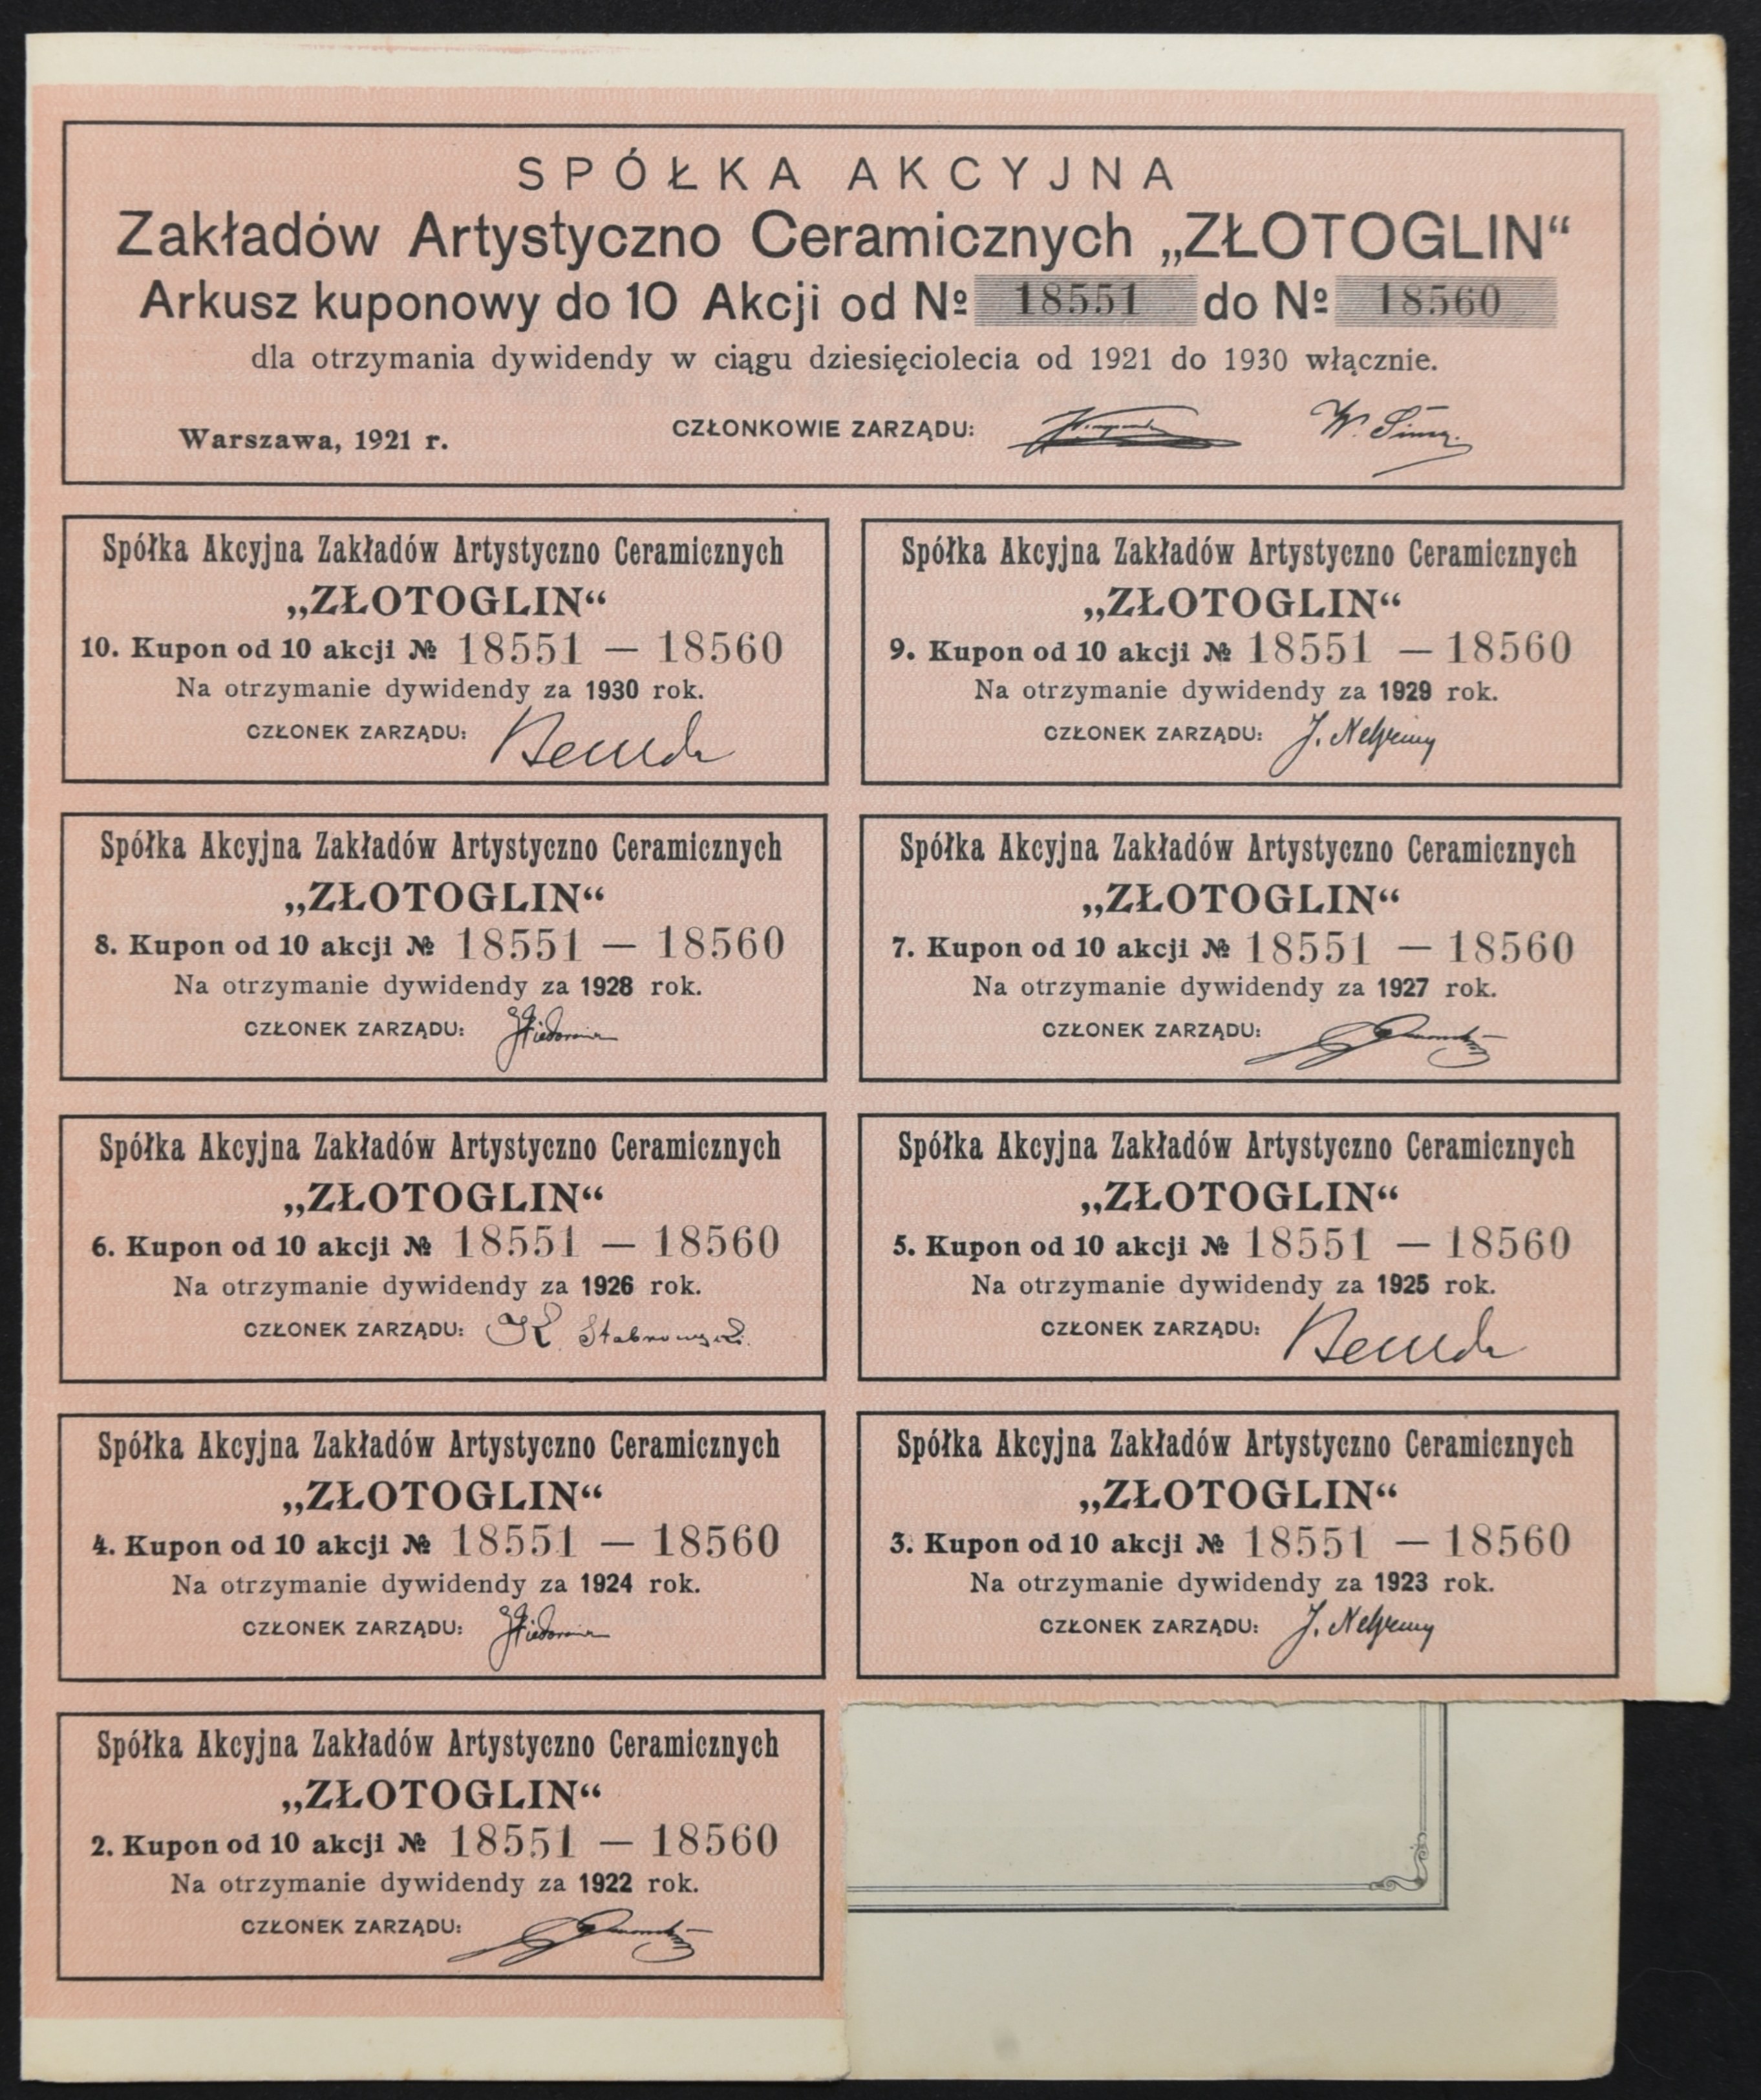 SPÓŁKA AKCYJNA
Zakładów Artystyczno Ceramicznych „ZŁOTOGLIN“
Arkusz kuponowy do 10 Akcji od № 18551 do № 18560
dla otrzymania dywidendy w ciągu dziesięciolecia od 1921 do 1930 włącznie.
Warszawa, 1921 r. CZŁONKOWIE ZARZĄDU:
Spółka Akcyjna Zakładów Artystyczno Ceramicznych
„ZŁOTOGLIN“
10. Kupon od 10 akcji № 18551 — 18560
Na otrzymanie dywidendy za 1930 rok.
CZŁONEK ZARZĄDU:
Spółka Akcyjna Zakładów Artystyczno Ceramicznych
„ZŁOTOGLIN“
9. Kupon od 10 akcji № 18551 — 18560
Na otrzymanie dywidendy za 1929 rok.
CZŁONEK ZARZĄDU:
Spółka Akcyjna Zakładów Artystyczno Ceramicznych
„ZŁOTOGLIN“
8. Kupon od 10 akcji № 18551 — 18560
Na otrzymanie dywidendy za 1928 rok.
CZŁONEK ZARZĄDU:
Spółka Akcyjna Zakładów Artystyczno Ceramicznych
„ZŁOTOGLIN“
7. Kupon od 10 akcji № 18551 — 18560
Na otrzymanie dywidendy za 1927 rok.
CZŁONEK ZARZĄDU:
Spółka Akcyjna Zakładów Artystyczno Ceramicznych
„ZŁOTOGLIN“
6. Kupon od 10 akcji № 18551 — 18560
Na otrzymanie dywidendy za 1926 rok.
CZŁONEK ZARZĄDU: K. Stabrowski.
Spółka Akcyjna Zakładów Artystyczno Ceramicznych
„ZŁOTOGLIN“
5. Kupon od 10 akcji № 18551 — 18560
Na otrzymanie dywidendy za 1925 rok.
CZŁONEK ZARZĄDU:
Spółka Akcyjna Zakładów Artystyczno Ceramicznych
„ZŁOTOGLIN“
4. Kupon od 10 akcji № 18551 — 18560
Na otrzymanie dywidendy za 1924 rok.
CZŁONEK ZARZĄDU:
Spółka Akcyjna Zakładów Artystyczno Ceramicznych
„ZŁOTOGLIN“
3. Kupon od 10 akcji № 18551 — 18560
Na otrzymanie dywidendy za 1923 rok.
CZŁONEK ZARZĄDU:
Spółka Akcyjna Zakładów Artystyczno Ceramicznych
„ZŁOTOGLIN“
2. Kupon od 10 akcji № 18551 — 18560
Na otrzymanie dywidendy za 1922 rok.
CZŁONEK ZARZĄDU: